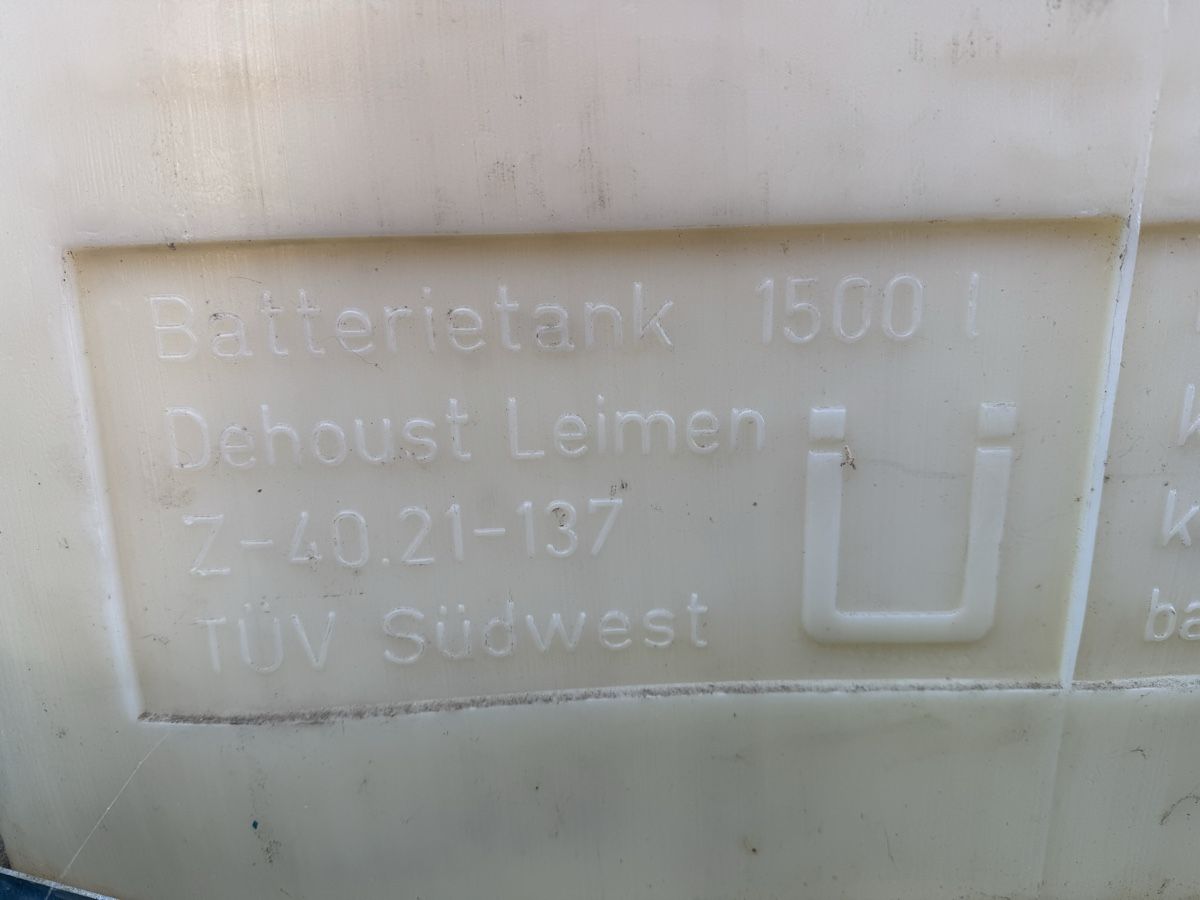 Batterietank 1500 l
Dehoust Leimen
Z-40.21-137
TÜV Südwest
Ü